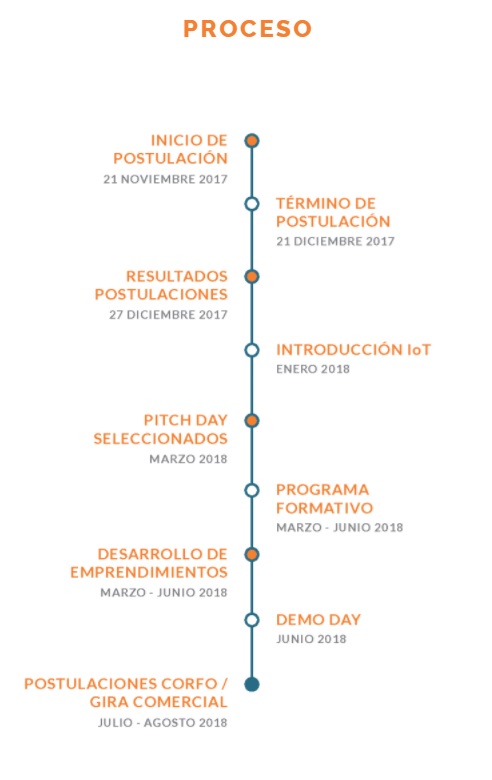 PROCESO
INICIO DE
POSTULACIÓN
21 NOVIEMBRE 2017
TÉRMINO DE
POSTULACIÓN
21 DICIEMBRE 2017
RESULTADOS
POSTULACIONES
27 DICIEMBRE 2017
INTRODUCCIÓN IoT
ENERO 2018
PITCH DAY
SELECCIONADOS
MARZO 2018
PROGRAMA
FORMATIVO
MARZO - JUNIO 2018
DESARROLLO DE
EMPRENDIMIENTOS
MARZO - JUNIO 2018
DEMO DAY
JUNIO 2018
POSTULACIONES CORFO /
GIRA COMERCIAL
JULIO - AGOSTO 2018